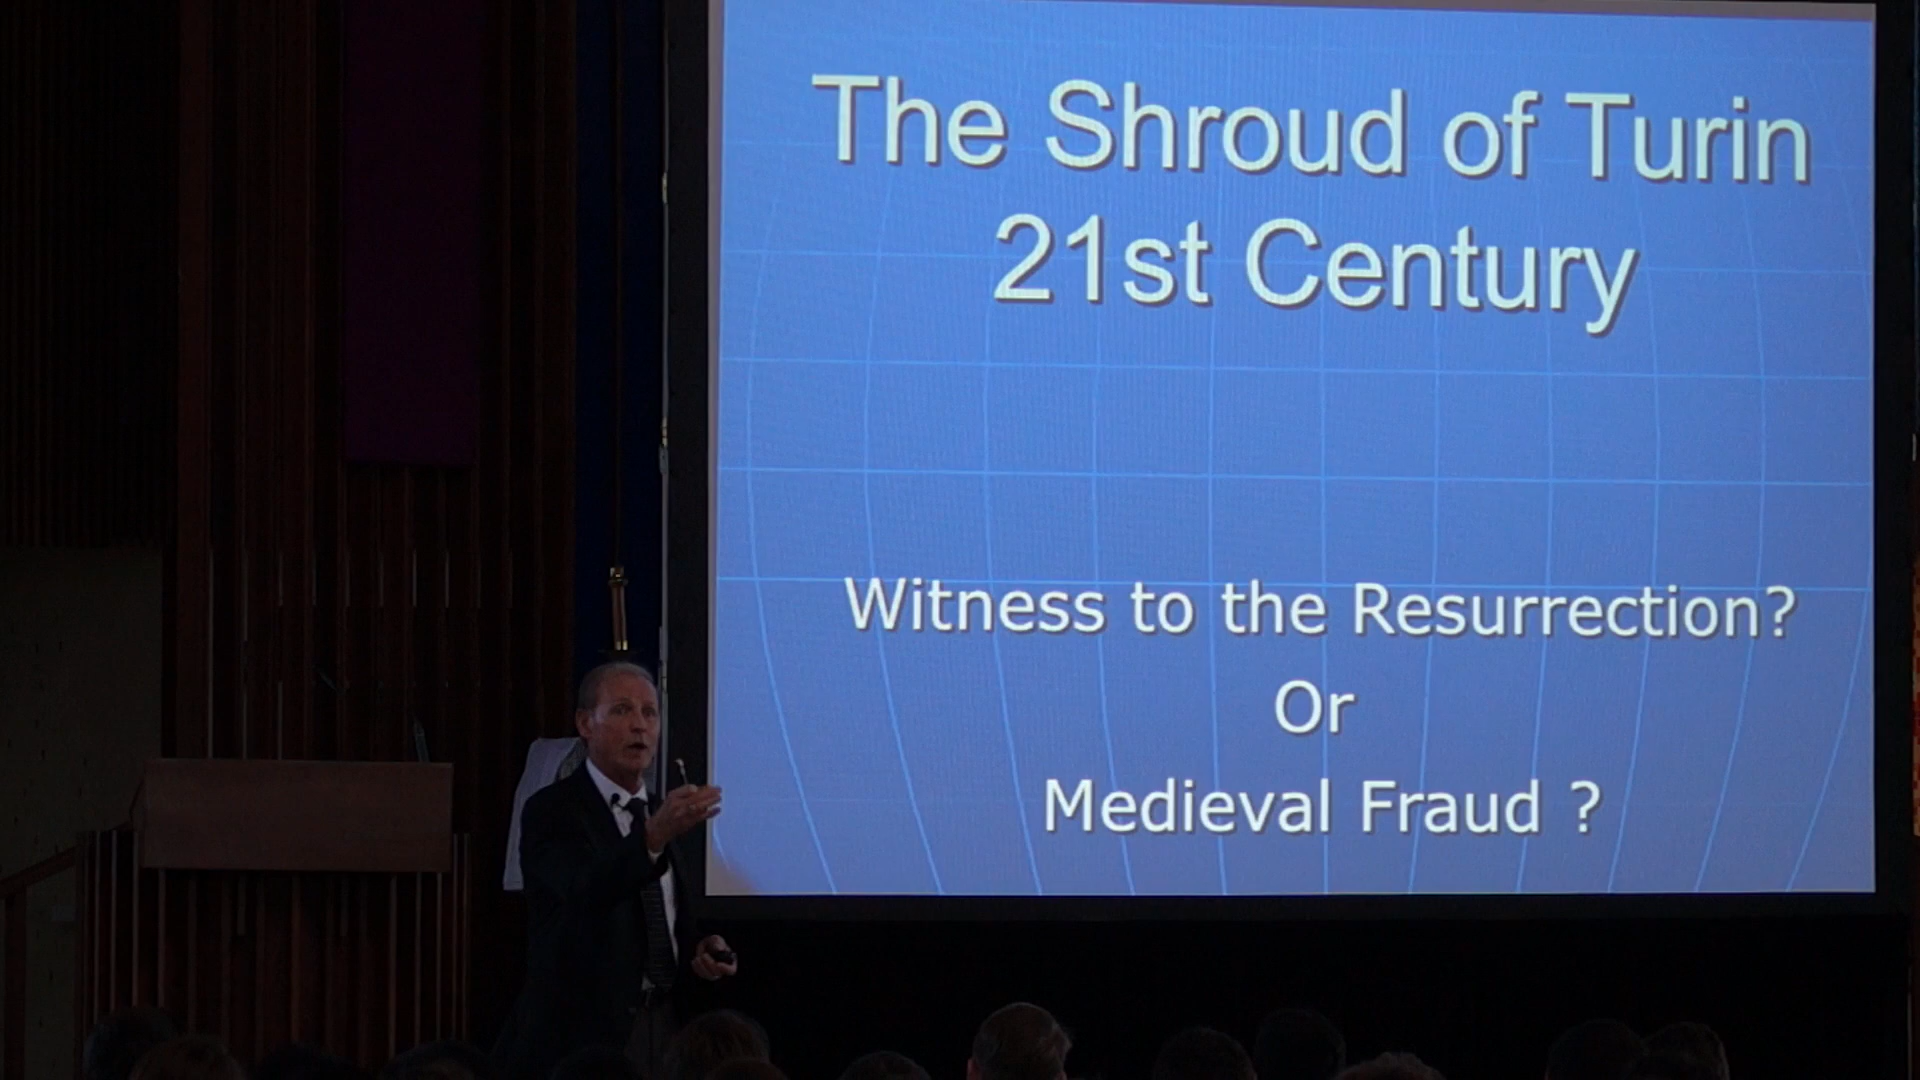 The Shroud of Turin
21st Century
Witness to the Resurrection?
Or
Medieval Fraud ?